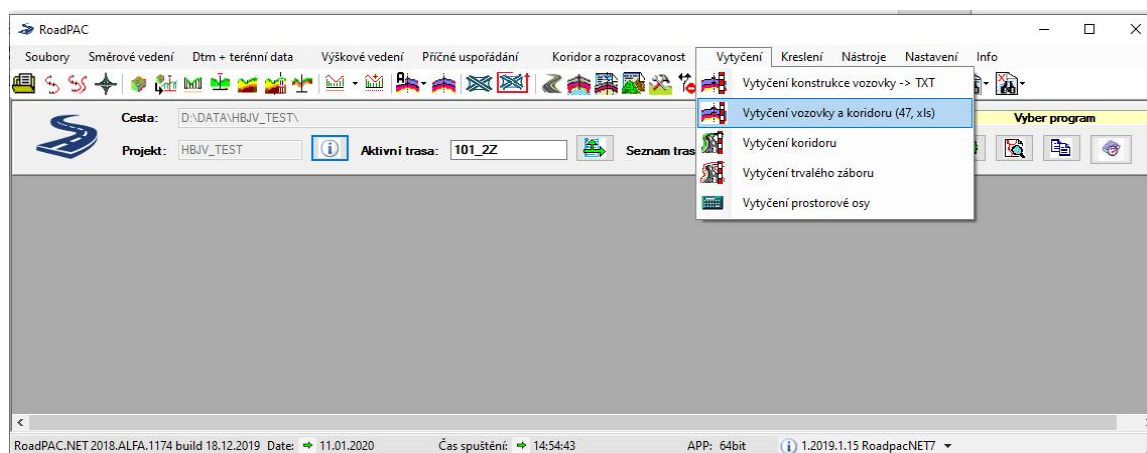 RoadPAC
Soubory Směrové vedení Dtm + terénní data Výškové vedení Příčné uspořádání Koridor a rozpracovanost Vytyčení Kreslení Nástroje Nastavení Info
Vytyčení konstrukce vozovky -> TXT
Cesta: D:\DATA\HBJV_TEST\ Vytyčení vozovky a koridoru (47, xls) Vyber program
Projekt: HBJV_TEST Aktivní trasa: 101_2Z Seznam tras Vytyčení koridoru
Vytyčení trvalého záboru
Vytyčení prostorové osy
RoadPAC.NET 2018.ALFA.1174 build 18.12.2019 Date: 11.01.2020 Čas spuštění: 14:54:43 APP: 64bit 1.2019.1.15 RoadpacNET7